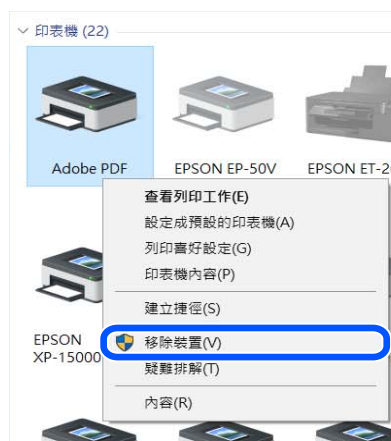 印表機 (22)
Adobe PDF
EPSON EP-50V
EPSON ET-2
查看列印工作(E)
設定成預設的印表機(A)
列印喜好設定(G)
印表機內容(P)
建立捷徑(S)
EPSON
XP-15000
移除裝置(V)
疑難排解(T)
內容(R)